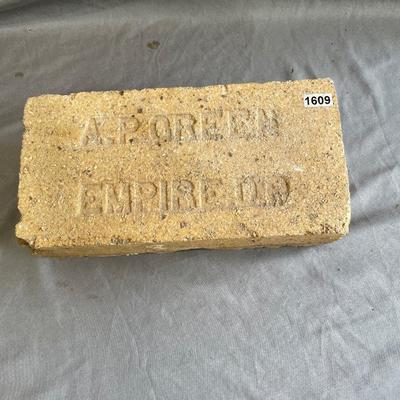 1609
A.P. GREEN
EMPIRE D.P.